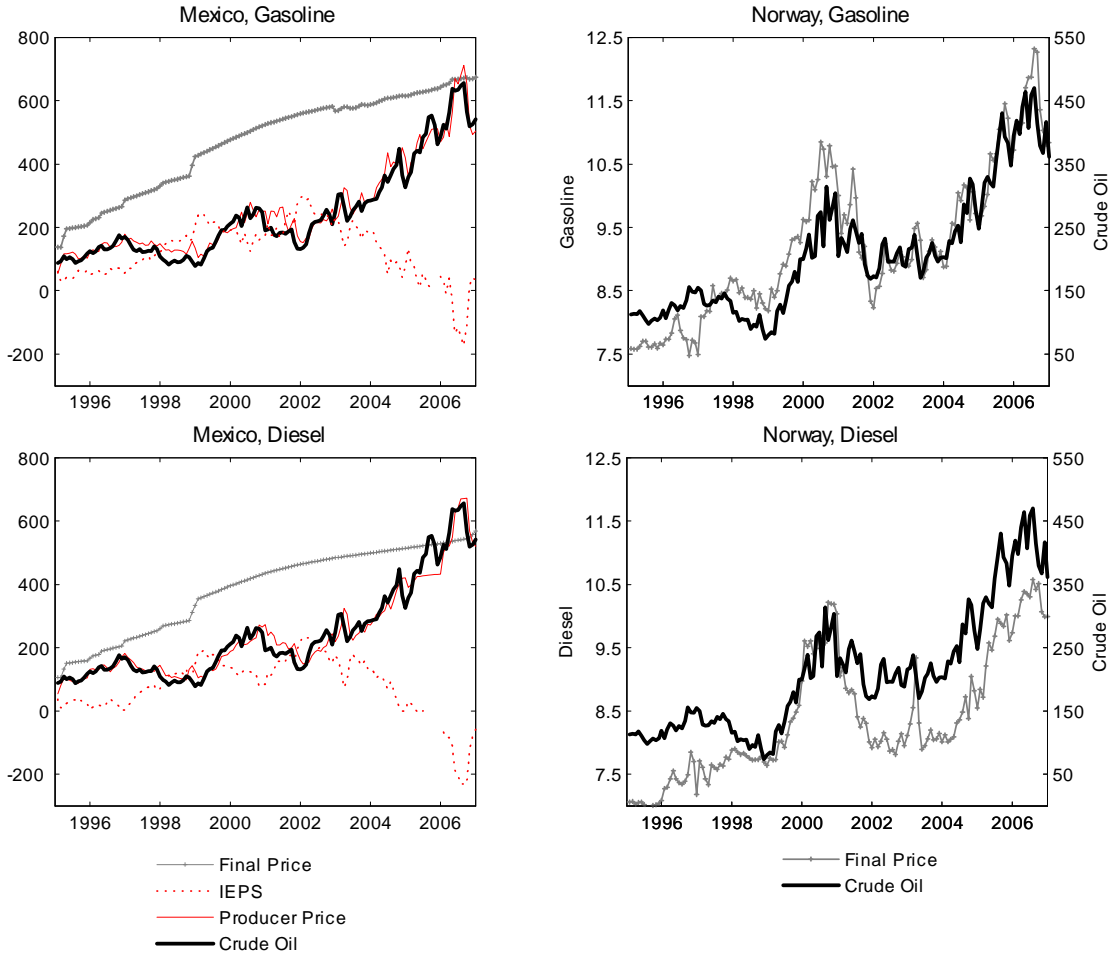 Mexico, Gasoline
800
600
400
200
0
-200
1996 1998 2000 2002 2004 2006
Norway, Gasoline
12.5
11.5
10.5
9.5
8.5
7.5
Gasoline
550
450
350
250
150
50
Crude Oil
1996 1998 2000 2002 2004 2006
Mexico, Diesel
800
600
400
200
0
-200
1996 1998 2000 2002 2004 2006
Norway, Diesel
12.5
11.5
10.5
9.5
8.5
7.5
Diesel
550
450
350
250
150
50
Crude Oil
1996 1998 2000 2002 2004 2006
Final Price
IEPS
Producer Price
Crude Oil
Final Price
Crude Oil